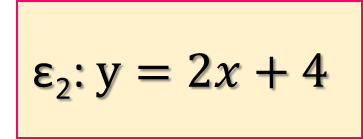 ε₂: y = 2x + 4